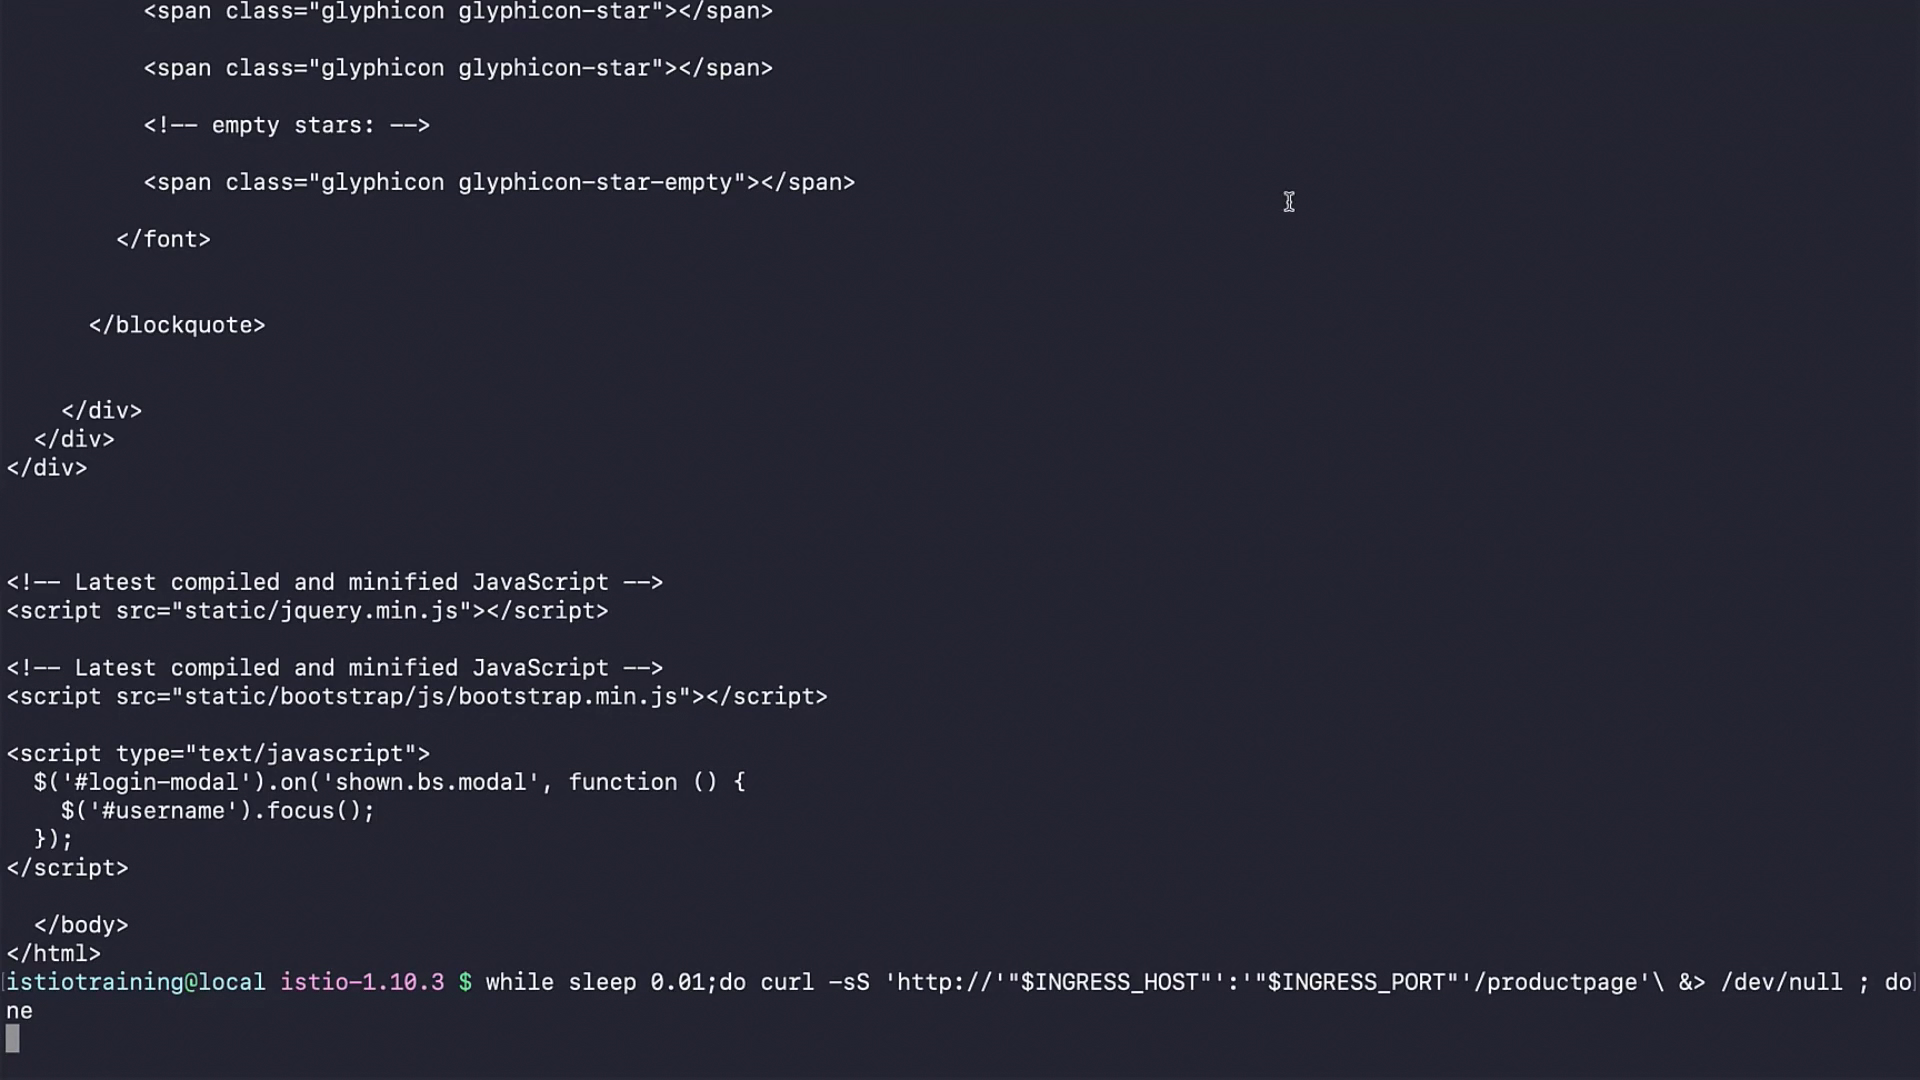 <span class="glyphicon glyphicon-star"></span>
<span class="glyphicon glyphicon-star"></span>
<!-- empty stars: -->
<span class="glyphicon glyphicon-star-empty"></span>
</font>
</blockquote>
</div>
</div>
</div>
<!-- Latest compiled and minified JavaScript -->
<script src="static/jquery.min.js"></script>
<!-- Latest compiled and minified JavaScript -->
<script src="static/bootstrap/js/bootstrap.min.js"></script>
<script type="text/javascript">
$('#login-modal').on('shown.bs.modal', function () {
$('#username').focus();
});
</script>
</body>
</html>
istiotraining@local istio-1.10.3 $ while sleep 0.01;do curl -sS 'http://'"$INGRESS_HOST"':'"$INGRESS_PORT"'/productpage'\ &> /dev/null ; do
ne